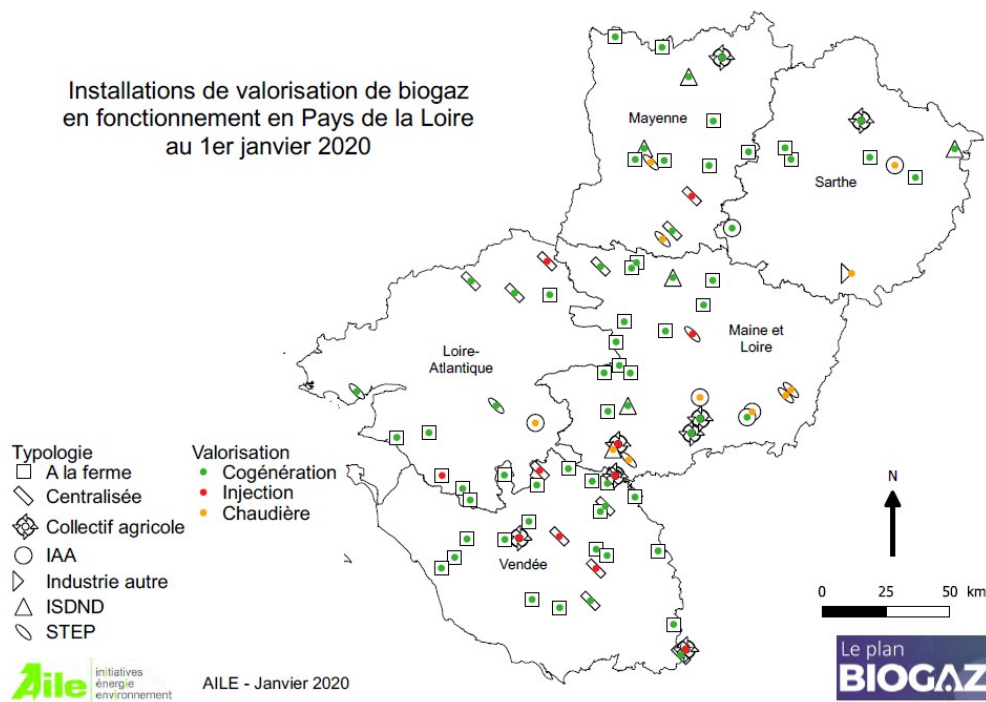 Installations de valorisation de biogaz
en fonctionnement en Pays de la Loire
au 1er janvier 2020
Mayenne
Sarthe
Maine et
Loire
Loire-
Atlantique
Vendée
Typologie
A la ferme
Centralisée
Collectif agricole
IAA
Industrie autre
ISDND
STEP
Valorisation
Cogénération
Injection
Chaudière
N
0 25 50 km
Aile
initiatives
énergie
environnement
AILE - Janvier 2020
Le plan
BIOGAZ